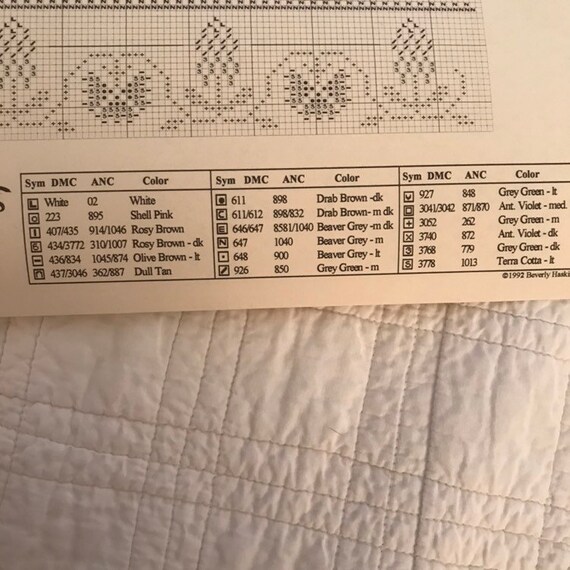 Sym DMC ANC Color Sym DMC ANC Color Sym DMC ANC Color
L White 02 White 611 898 Drab Brown -dk 927 848 Grey Green - lt
223 895 Shell Pink C 611/612 898/832 Drab Brown- m dk 3041/3042 871/870 Ant. Violet - med.
I 407/435 914/1046 Rosy Brown E 646/647 8581/1040 Beaver Grey -m dk + 3052 262 Grey Green - m
6 434/3772 310/1007 Rosy Brown - dk N 647 1040 Beaver Grey - m X 3740 872 Ant. Violet - dk
- 436/834 1045/874 Olive Brown - lt • 648 900 Beaver Grey - lt 3 3768 779 Grey Green - dk
437/3046 362/887 Dull Tan / 926 850 Grey Green - m 5 3778 1013 Terra Cotta - lt
©1992 Beverly